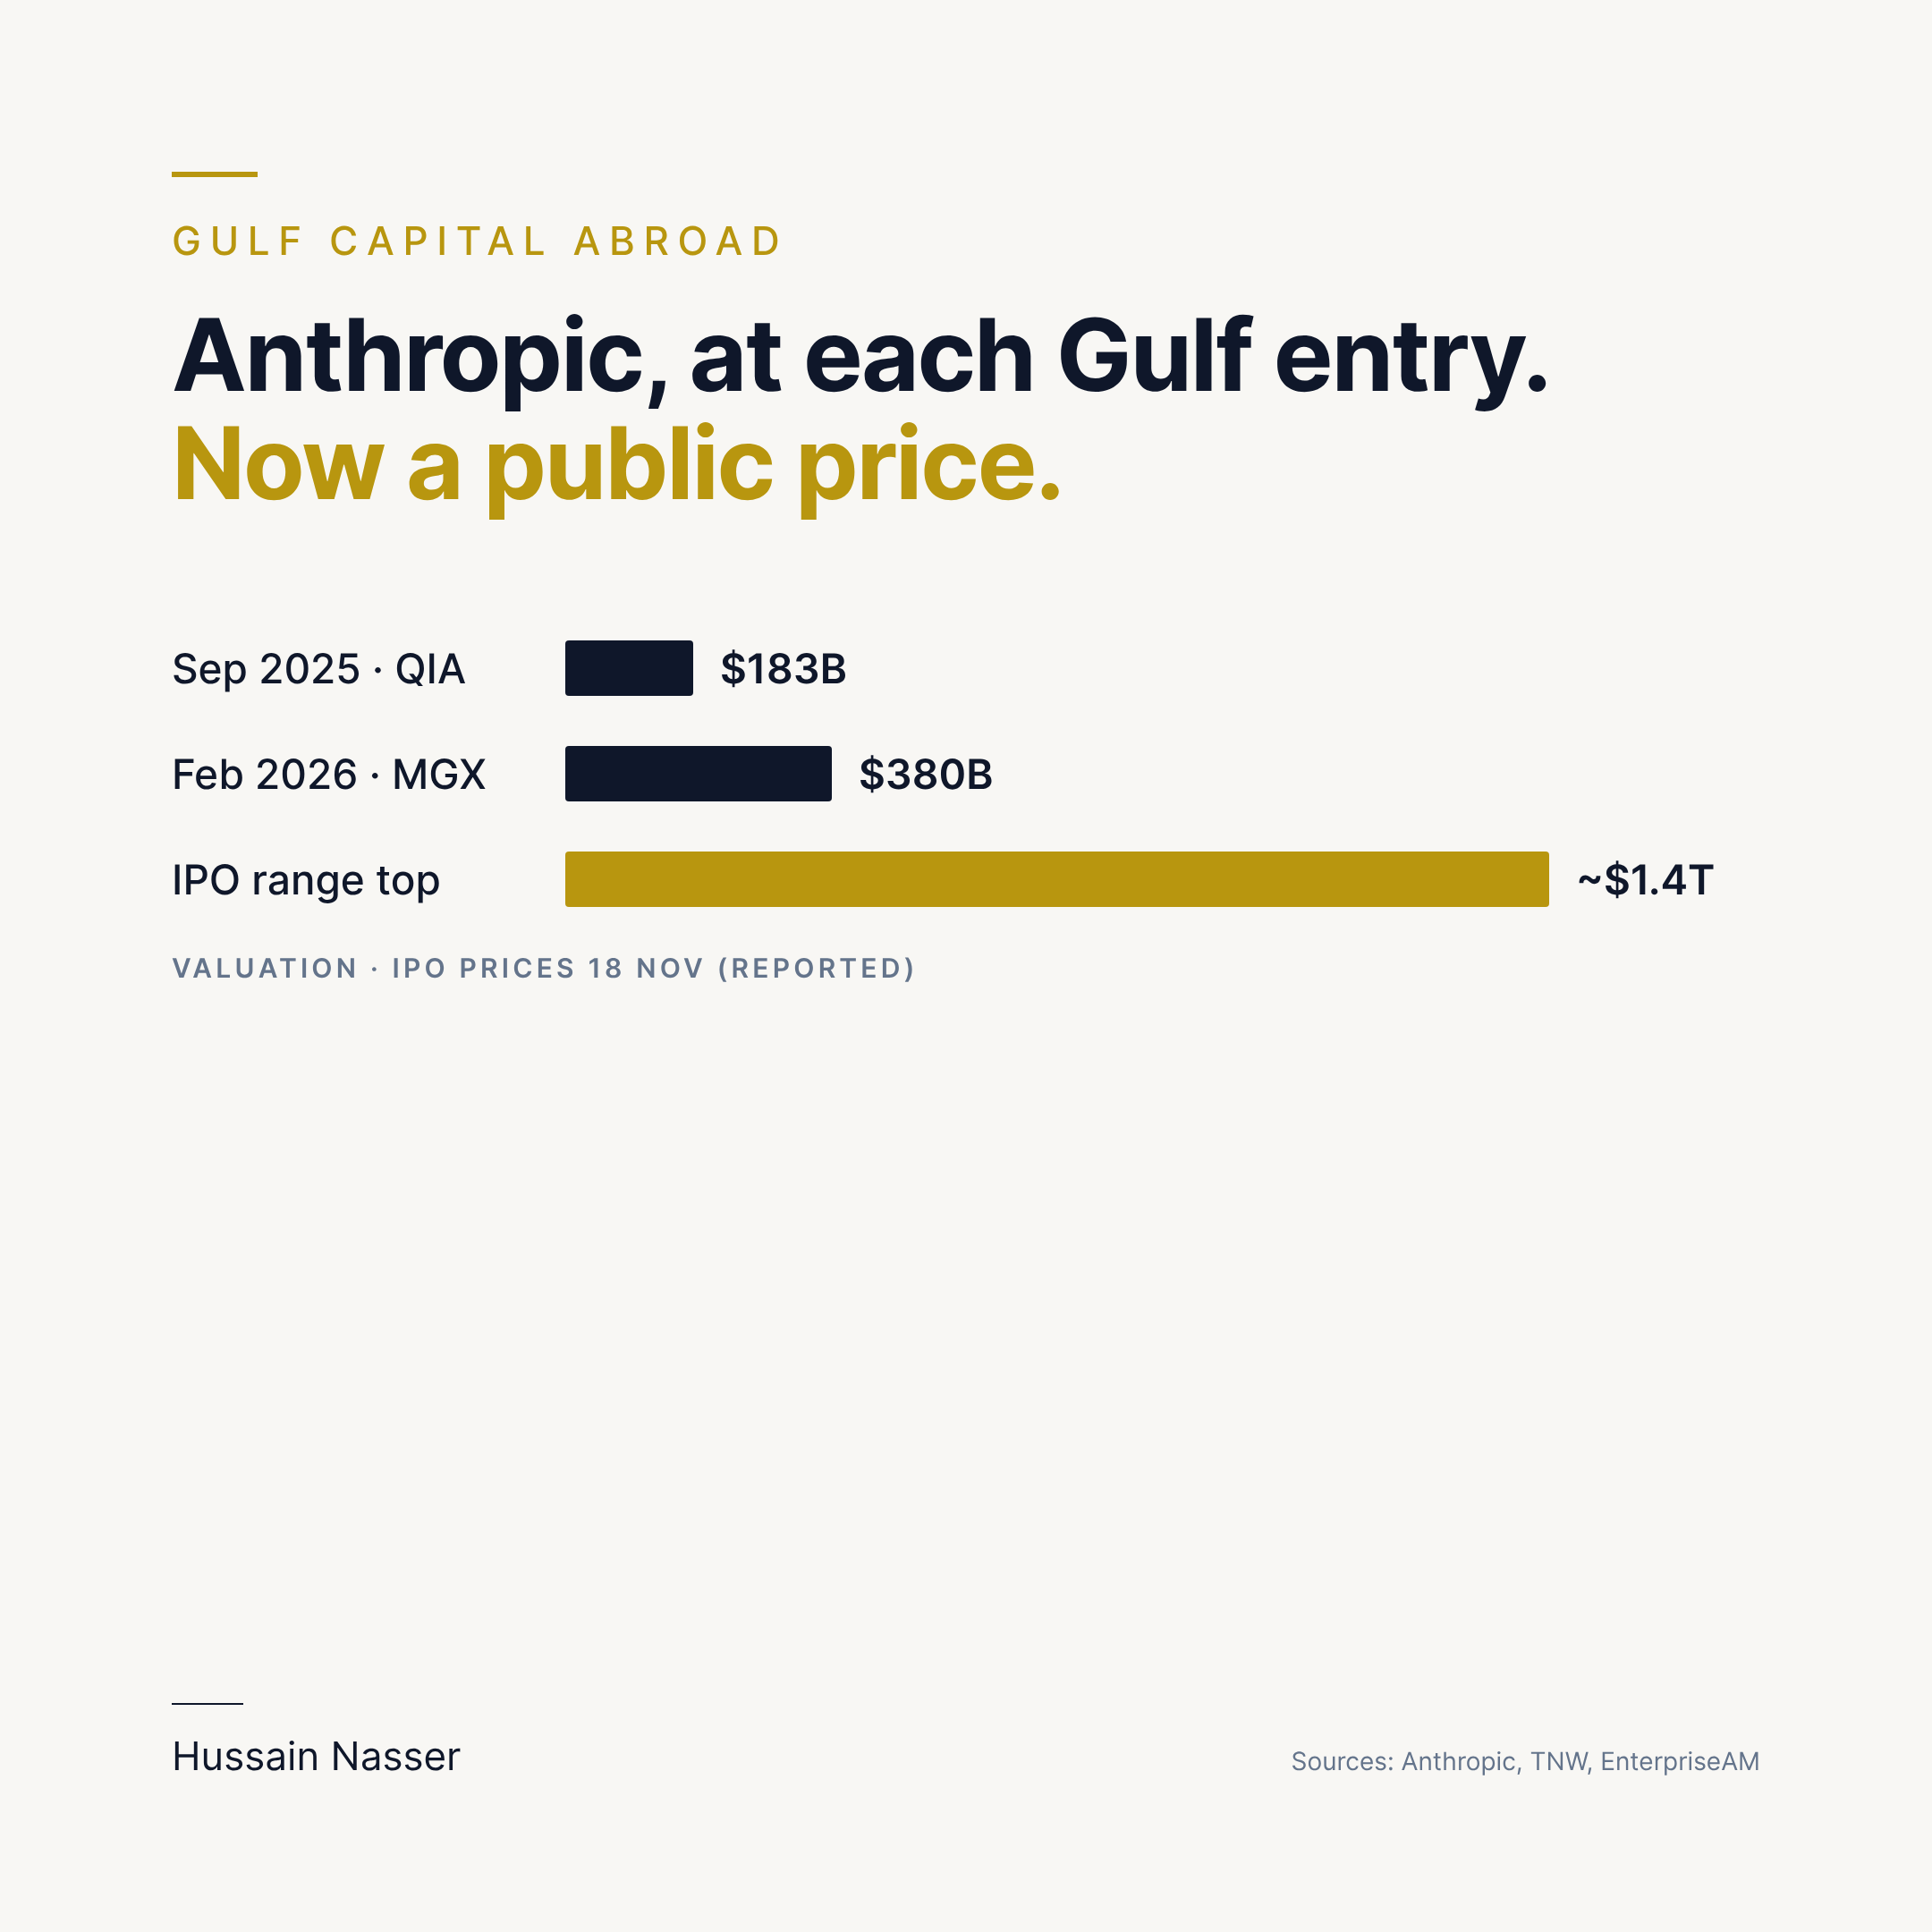 GULF CAPITAL ABROAD
Anthropic, at each Gulf entry.
Now a public price.
Sep 2025 · QIA $183B
Feb 2026 · MGX $380B
IPO range top ~$1.4T
VALUATION · IPO PRICES 18 NOV (REPORTED)
Hussain Nasser
Sources: Anthropic, TNW, EnterpriseAM